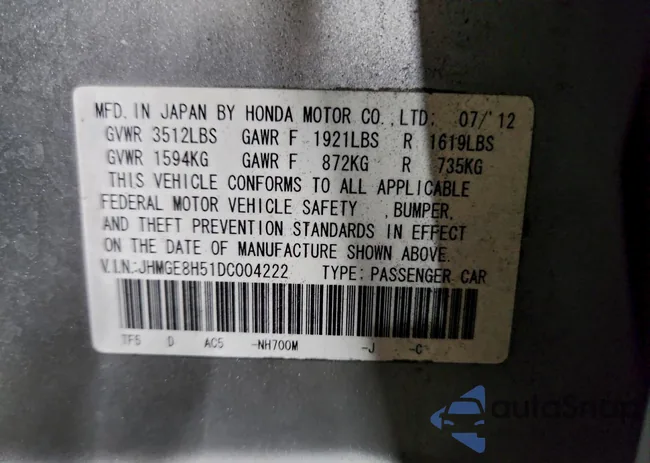 MFD. IN JAPAN BY HONDA MOTOR CO.,LTD. 07/'12
GVWR 3512LBS GAWR F 1921LBS R 1619LBS
GVWR 1594KG GAWR F 872KG R 735KG
THIS VEHICLE CONFORMS TO ALL APPLICABLE
FEDERAL MOTOR VEHICLE SAFETY ,BUMPER,
AND THEFT PREVENTION STANDARDS IN EFFECT
ON THE DATE OF MANUFACTURE SHOWN ABOVE.
V.I.N.:JHMGE8H51DC004222 TYPE: PASSENGER CAR
TF5 D AC5 -NH700M -J -C
autoSnap